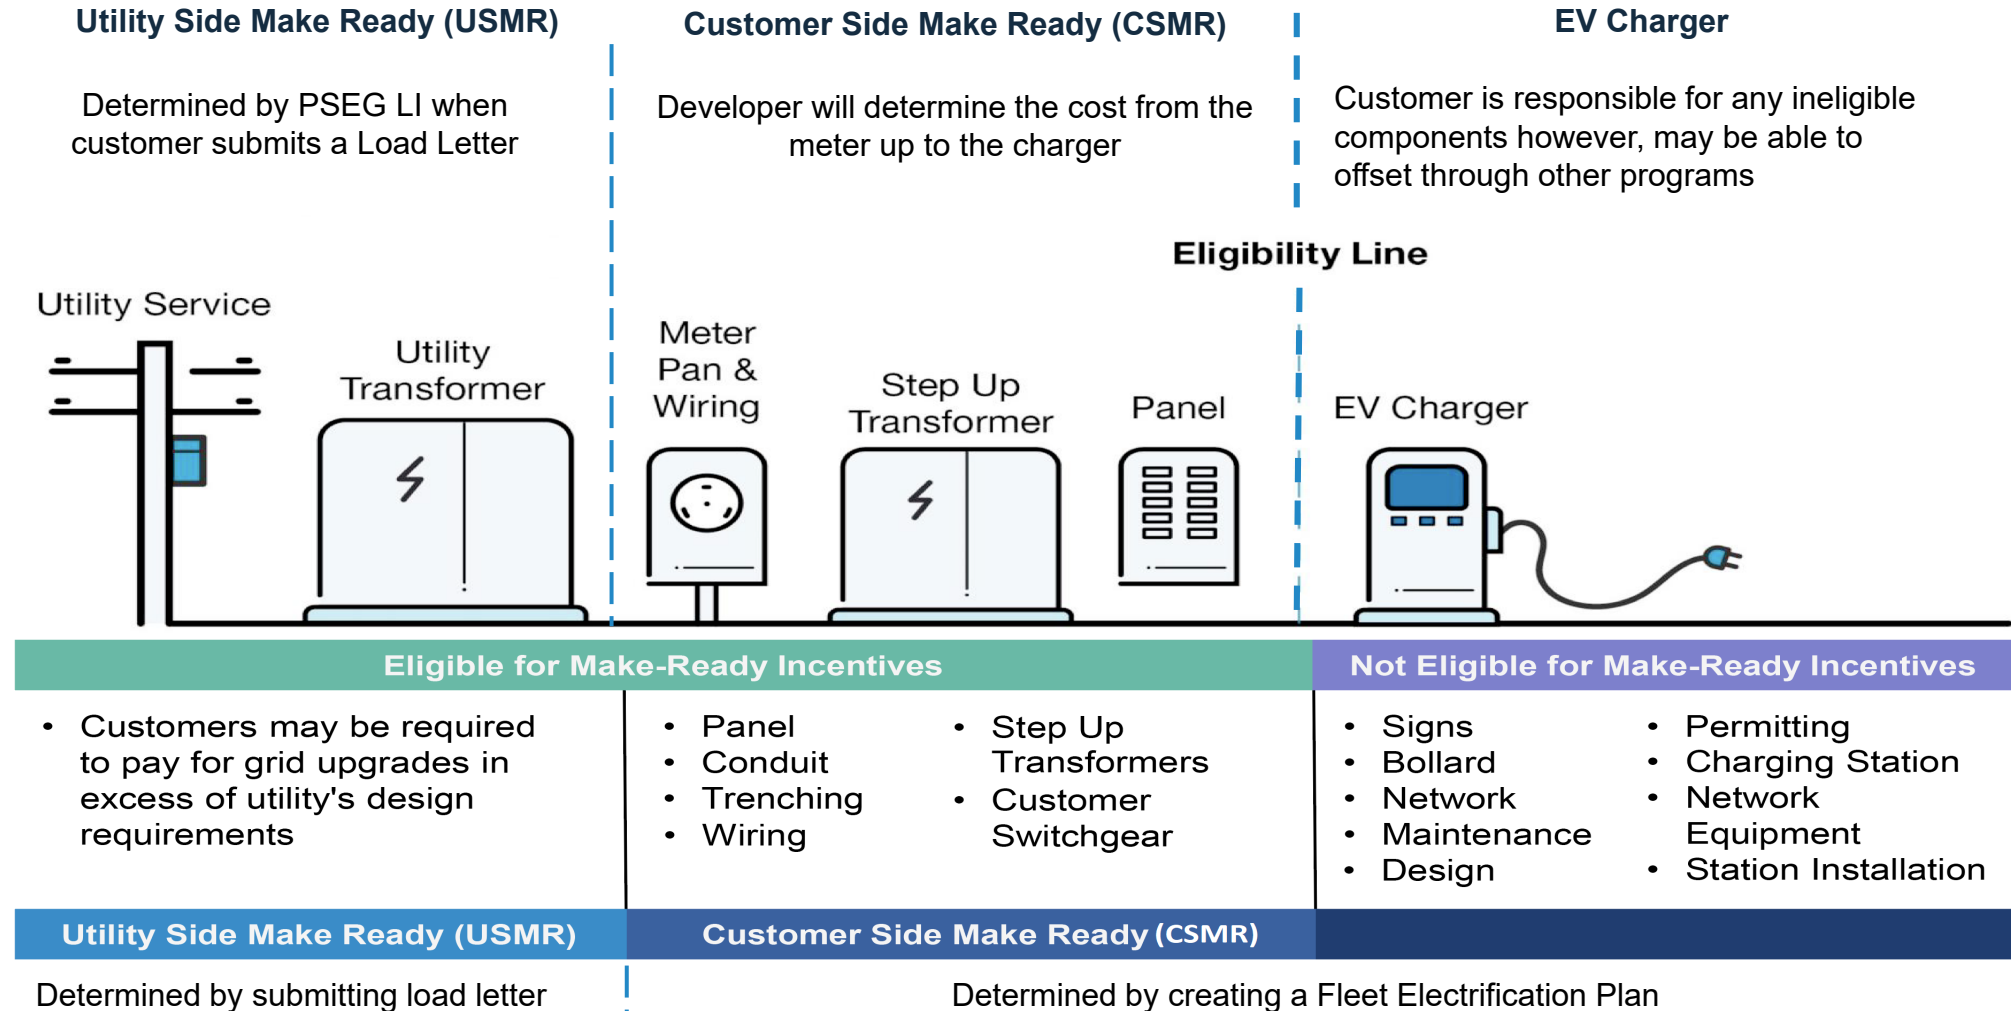 Utility Side Make Ready (USMR)
Customer Side Make Ready (CSMR)
EV Charger
Determined by PSEG LI when
customer submits a Load Letter
Developer will determine the cost from the
meter up to the charger
Customer is responsible for any ineligible
components however, may be able to
offset through other programs
Eligibility Line
Utility Service
Utility
Transformer
Meter
Pan &
Wiring
Step Up
Transformer
Panel
EV Charger
Eligible for Make-Ready Incentives
Not Eligible for Make-Ready Incentives
• Customers may be required
to pay for grid upgrades in
excess of utility's design
requirements
• Panel
• Conduit
• Trenching
• Wiring
• Step Up
Transformers
• Customer
Switchgear
• Signs
• Bollard
• Network
• Maintenance
• Design
• Permitting
• Charging Station
• Network
Equipment
• Station Installation
Utility Side Make Ready (USMR)
Customer Side Make Ready (CSMR)
Determined by submitting load letter
Determined by creating a Fleet Electrification Plan